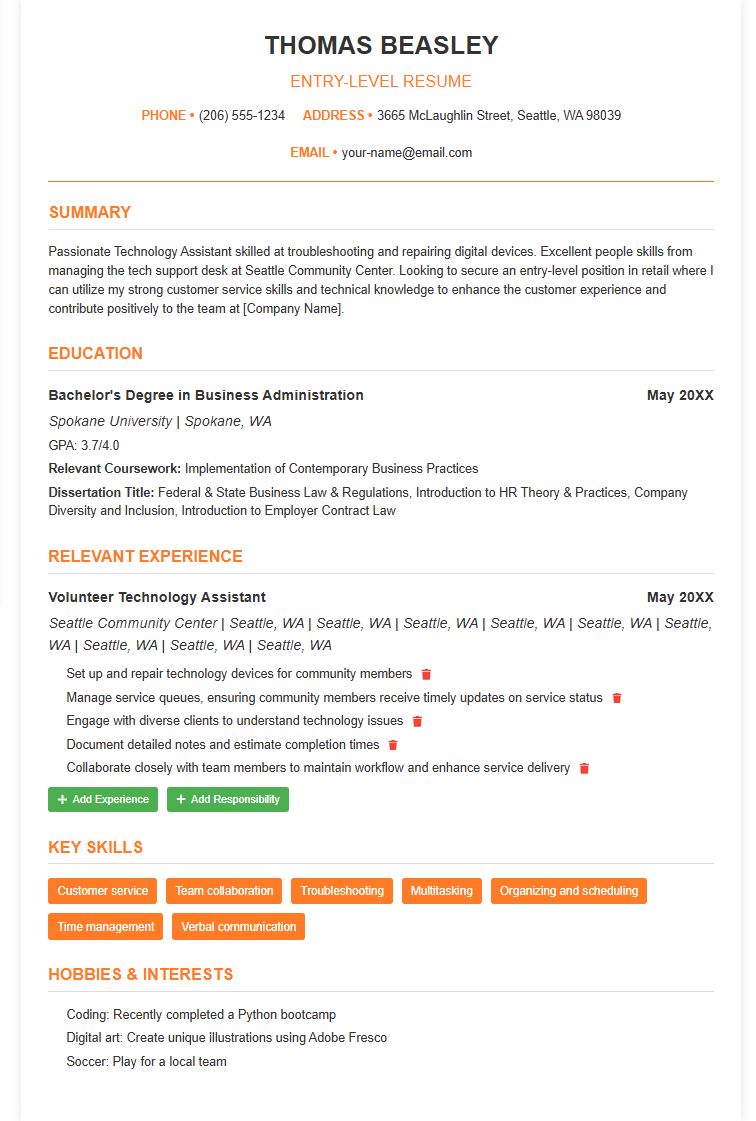 THOMAS BEASLEY
ENTRY-LEVEL RESUME
PHONE • (206) 555-1234 ADDRESS • 3665 McLaughlin Street, Seattle, WA 98039
EMAIL • your-name@email.com
SUMMARY
Passionate Technology Assistant skilled at troubleshooting and repairing digital devices. Excellent people skills from
managing the tech support desk at Seattle Community Center. Looking to secure an entry-level position in retail where I
can utilize my strong customer service skills and technical knowledge to enhance the customer experience and
contribute positively to the team at [Company Name].
EDUCATION
Bachelor's Degree in Business Administration May 20XX
Spokane University | Spokane, WA
GPA: 3.7/4.0
Relevant Coursework: Implementation of Contemporary Business Practices
Dissertation Title: Federal & State Business Law & Regulations, Introduction to HR Theory & Practices, Company
Diversity and Inclusion, Introduction to Employer Contract Law
RELEVANT EXPERIENCE
Volunteer Technology Assistant May 20XX
Seattle Community Center | Seattle, WA | Seattle, WA | Seattle, WA | Seattle, WA | Seattle, WA | Seattle,
WA | Seattle, WA | Seattle, WA | Seattle, WA
Set up and repair technology devices for community members
Manage service queues, ensuring community members receive timely updates on service status
Engage with diverse clients to understand technology issues
Document detailed notes and estimate completion times
Collaborate closely with team members to maintain workflow and enhance service delivery
+ Add Experience + Add Responsibility
KEY SKILLS
Customer service Team collaboration Troubleshooting Multitasking Organizing and scheduling
Time management Verbal communication
HOBBIES & INTERESTS
Coding: Recently completed a Python bootcamp
Digital art: Create unique illustrations using Adobe Fresco
Soccer: Play for a local team